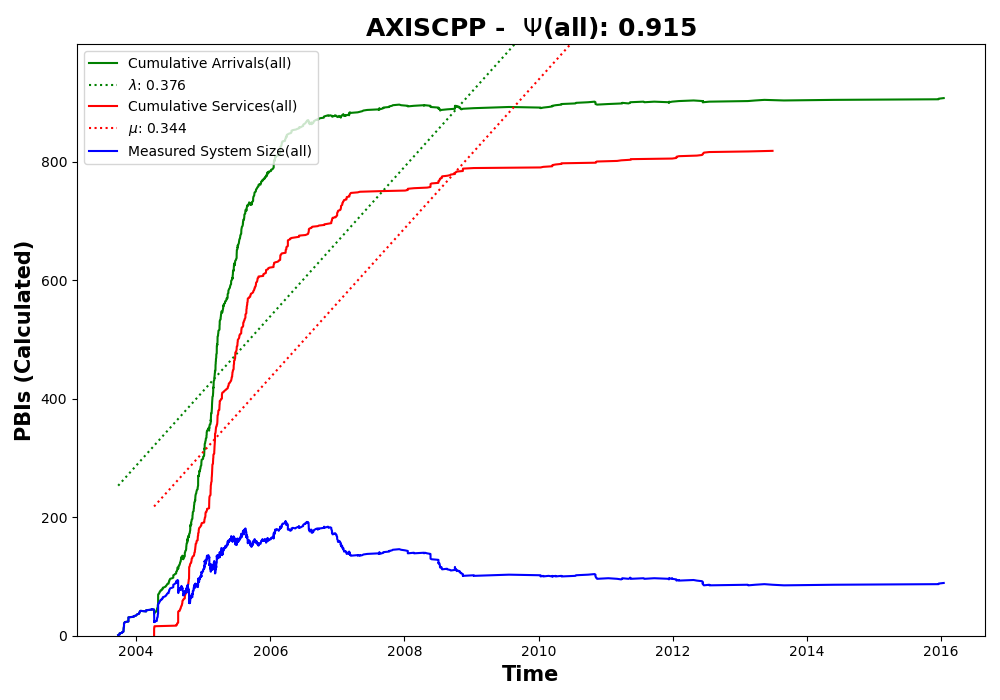 AXISCPP - Ψ(all): 0.915
Cumulative Arrivals(all)
λ: 0.376
Cumulative Services(all)
μ: 0.344
Measured System Size(all)
PBIs (Calculated)
800
600
400
200
0
2004 2006 2008 2010 2012 2014 2016
Time